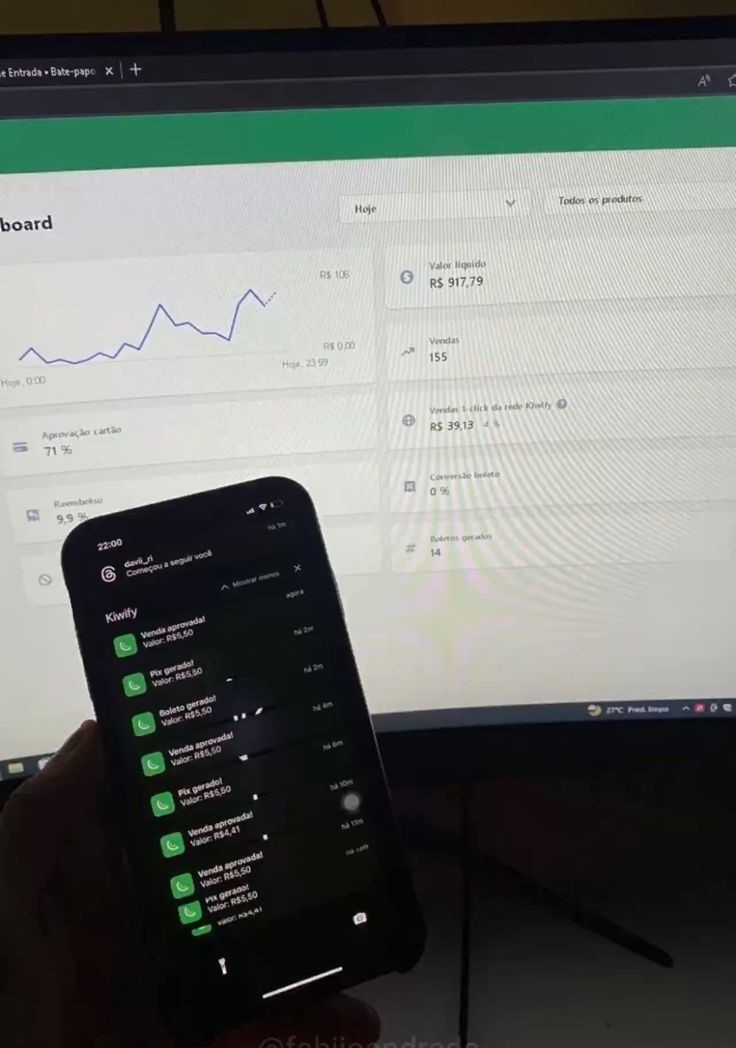 e Entrada • Bate-papo
board
Hoje
Todos os produtos
R$ 106
R$ 0,00
Hoje, 0:00
Hoje, 23:59
Valor líquido
R$ 917,79
Vendas
155
Vendas 1-click da rede Kiwify
R$ 39,13 4 %
Aprovação cartão
71 %
Conversão boleto
0 %
Reembolso
9,9 %
Boletos gerados
14
22:00
davil_ri
há 1m
Começou a seguir você
Mostrar menos
Kiwify
Venda aprovada!
agora
Valor: R$5,50
Pix gerado!
há 2m
Valor: R$5,50
Boleto gerado!
há 2m
Valor: R$5,50
Venda aprovada!
há 4m
Valor: R$5,50
Pix gerado!
há 6m
Valor: R$5,50
Venda aprovada!
há 10m
Valor: R$4,41
Venda aprovada!
há 15m
Valor: R$5,50
Pix gerado!
Valor: R$5,50
Valor: R$4,41
27°C Pred. limpo